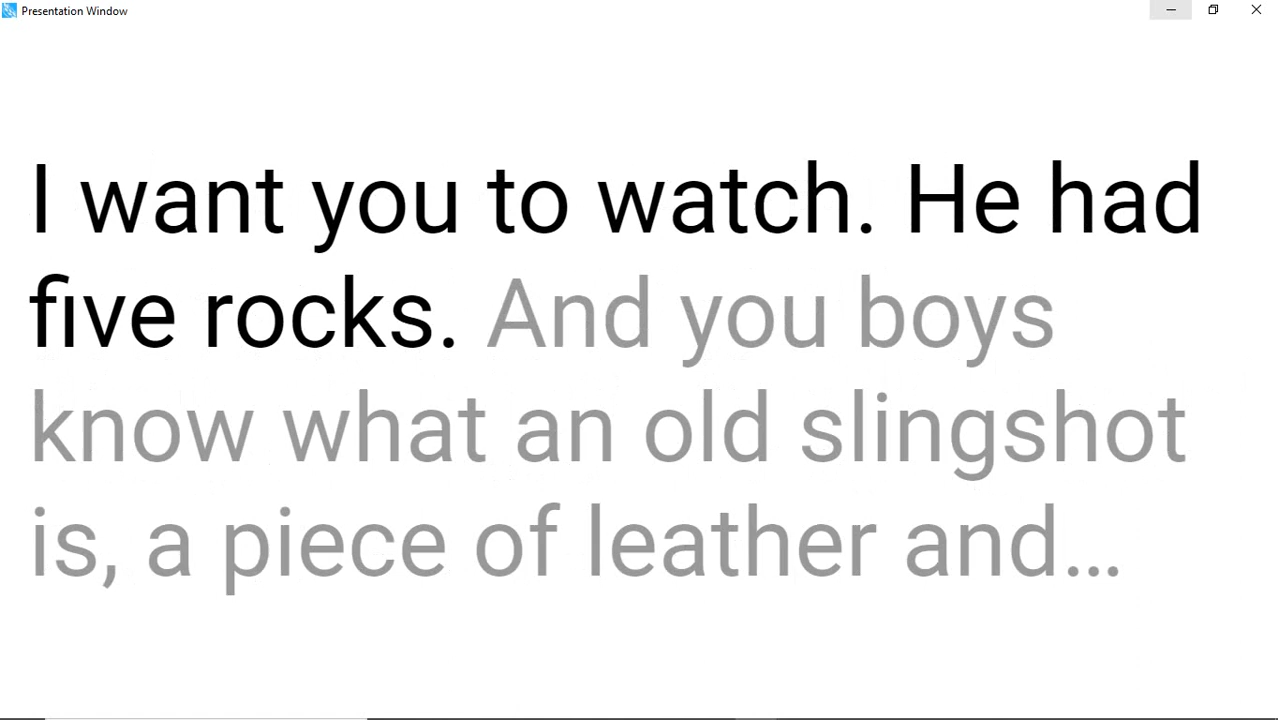 Presentation Window
I want you to watch. He had
five rocks. And you boys
know what an old slingshot
is, a piece of leather and...